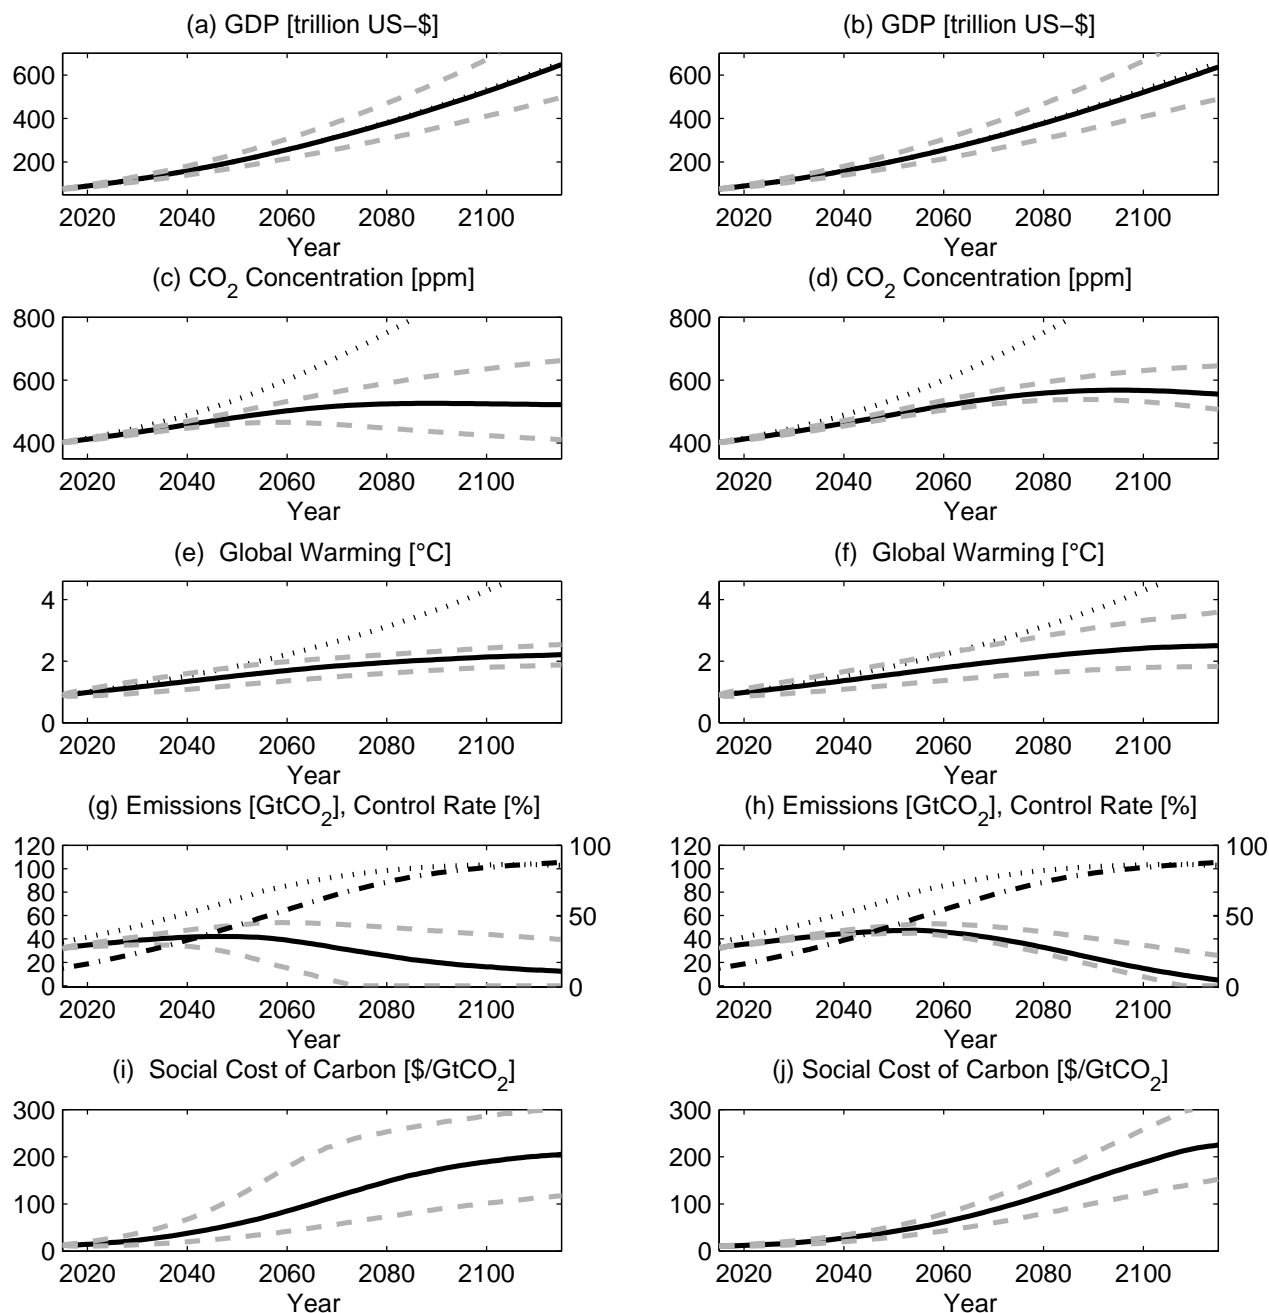 (a) GDP [trillion US−$]
600
400
200
2020 2040 2060 2080 2100
Year
(b) GDP [trillion US−$]
600
400
200
2020 2040 2060 2080 2100
Year
(c) CO2 Concentration [ppm]
800
600
400
2020 2040 2060 2080 2100
Year
(d) CO2 Concentration [ppm]
800
600
400
2020 2040 2060 2080 2100
Year
(e) Global Warming [°C]
4
2
0
2020 2040 2060 2080 2100
Year
(f) Global Warming [°C]
4
2
0
2020 2040 2060 2080 2100
Year
(g) Emissions [GtCO2], Control Rate [%]
120 100
100
80
60
40 50
20
0 0
2020 2040 2060 2080 2100
Year
(h) Emissions [GtCO2], Control Rate [%]
120 100
100
80
60
40 50
20
0 0
2020 2040 2060 2080 2100
Year
(i) Social Cost of Carbon [$/GtCO2]
300
200
100
0
2020 2040 2060 2080 2100
Year
(j) Social Cost of Carbon [$/GtCO2]
300
200
100
0
2020 2040 2060 2080 2100
Year